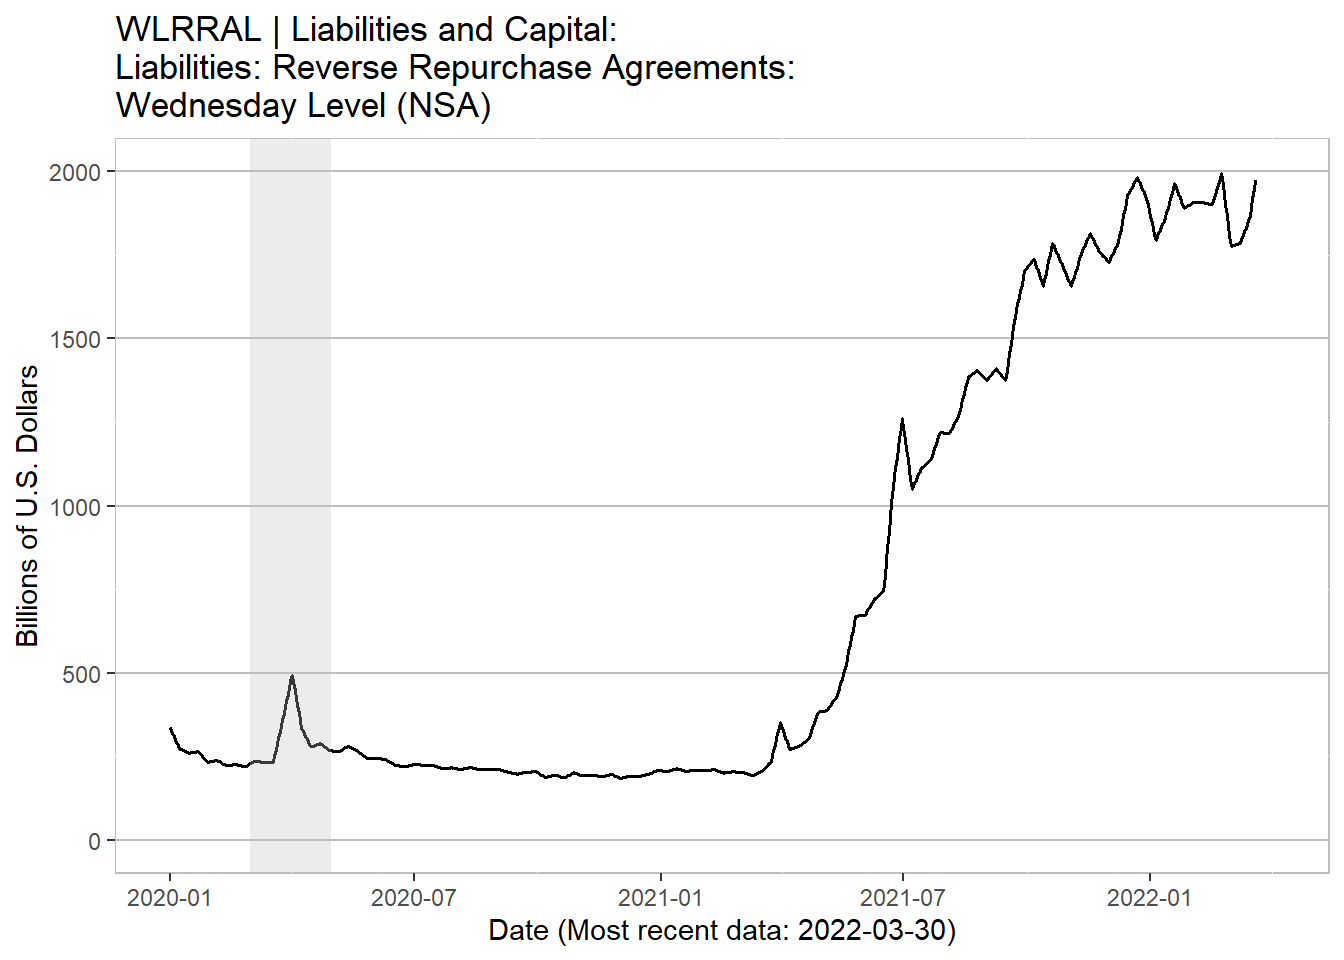 WLRRAL | Liabilities and Capital:
Liabilities: Reverse Repurchase Agreements:
Wednesday Level (NSA)
Billions of U.S. Dollars
2000
1500
1000
500
0
2020-01
2020-07
2021-01
2021-07
2022-01
Date (Most recent data: 2022-03-30)